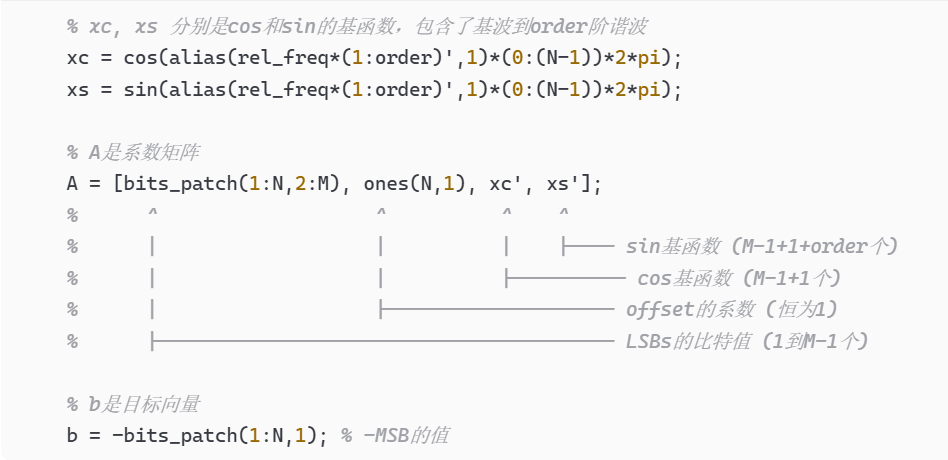 % xc, xs 分别是cos和sin的基函数，包含了基波到order阶谐波
xc = cos(alias(rel_freq*(1:order)',1)*(0:(N-1))*2*pi);
xs = sin(alias(rel_freq*(1:order)',1)*(0:(N-1))*2*pi);
% A是系数矩阵
A = [bits_patch(1:N,2:M), ones(N,1), xc', xs'];
% ^ ^ ^ ^
% │ │ │ ├──── sin基函数 (M-1+1+order个)
% │ │ ├────────── cos基函数 (M-1+1个)
% │ ├─────────────────── offset的系数 (恒为1)
% ├──────────────────────────────────────── LSBs的比特值 (1到M-1个)
% b是目标向量
b = -bits_patch(1:N,1); % -MSB的值